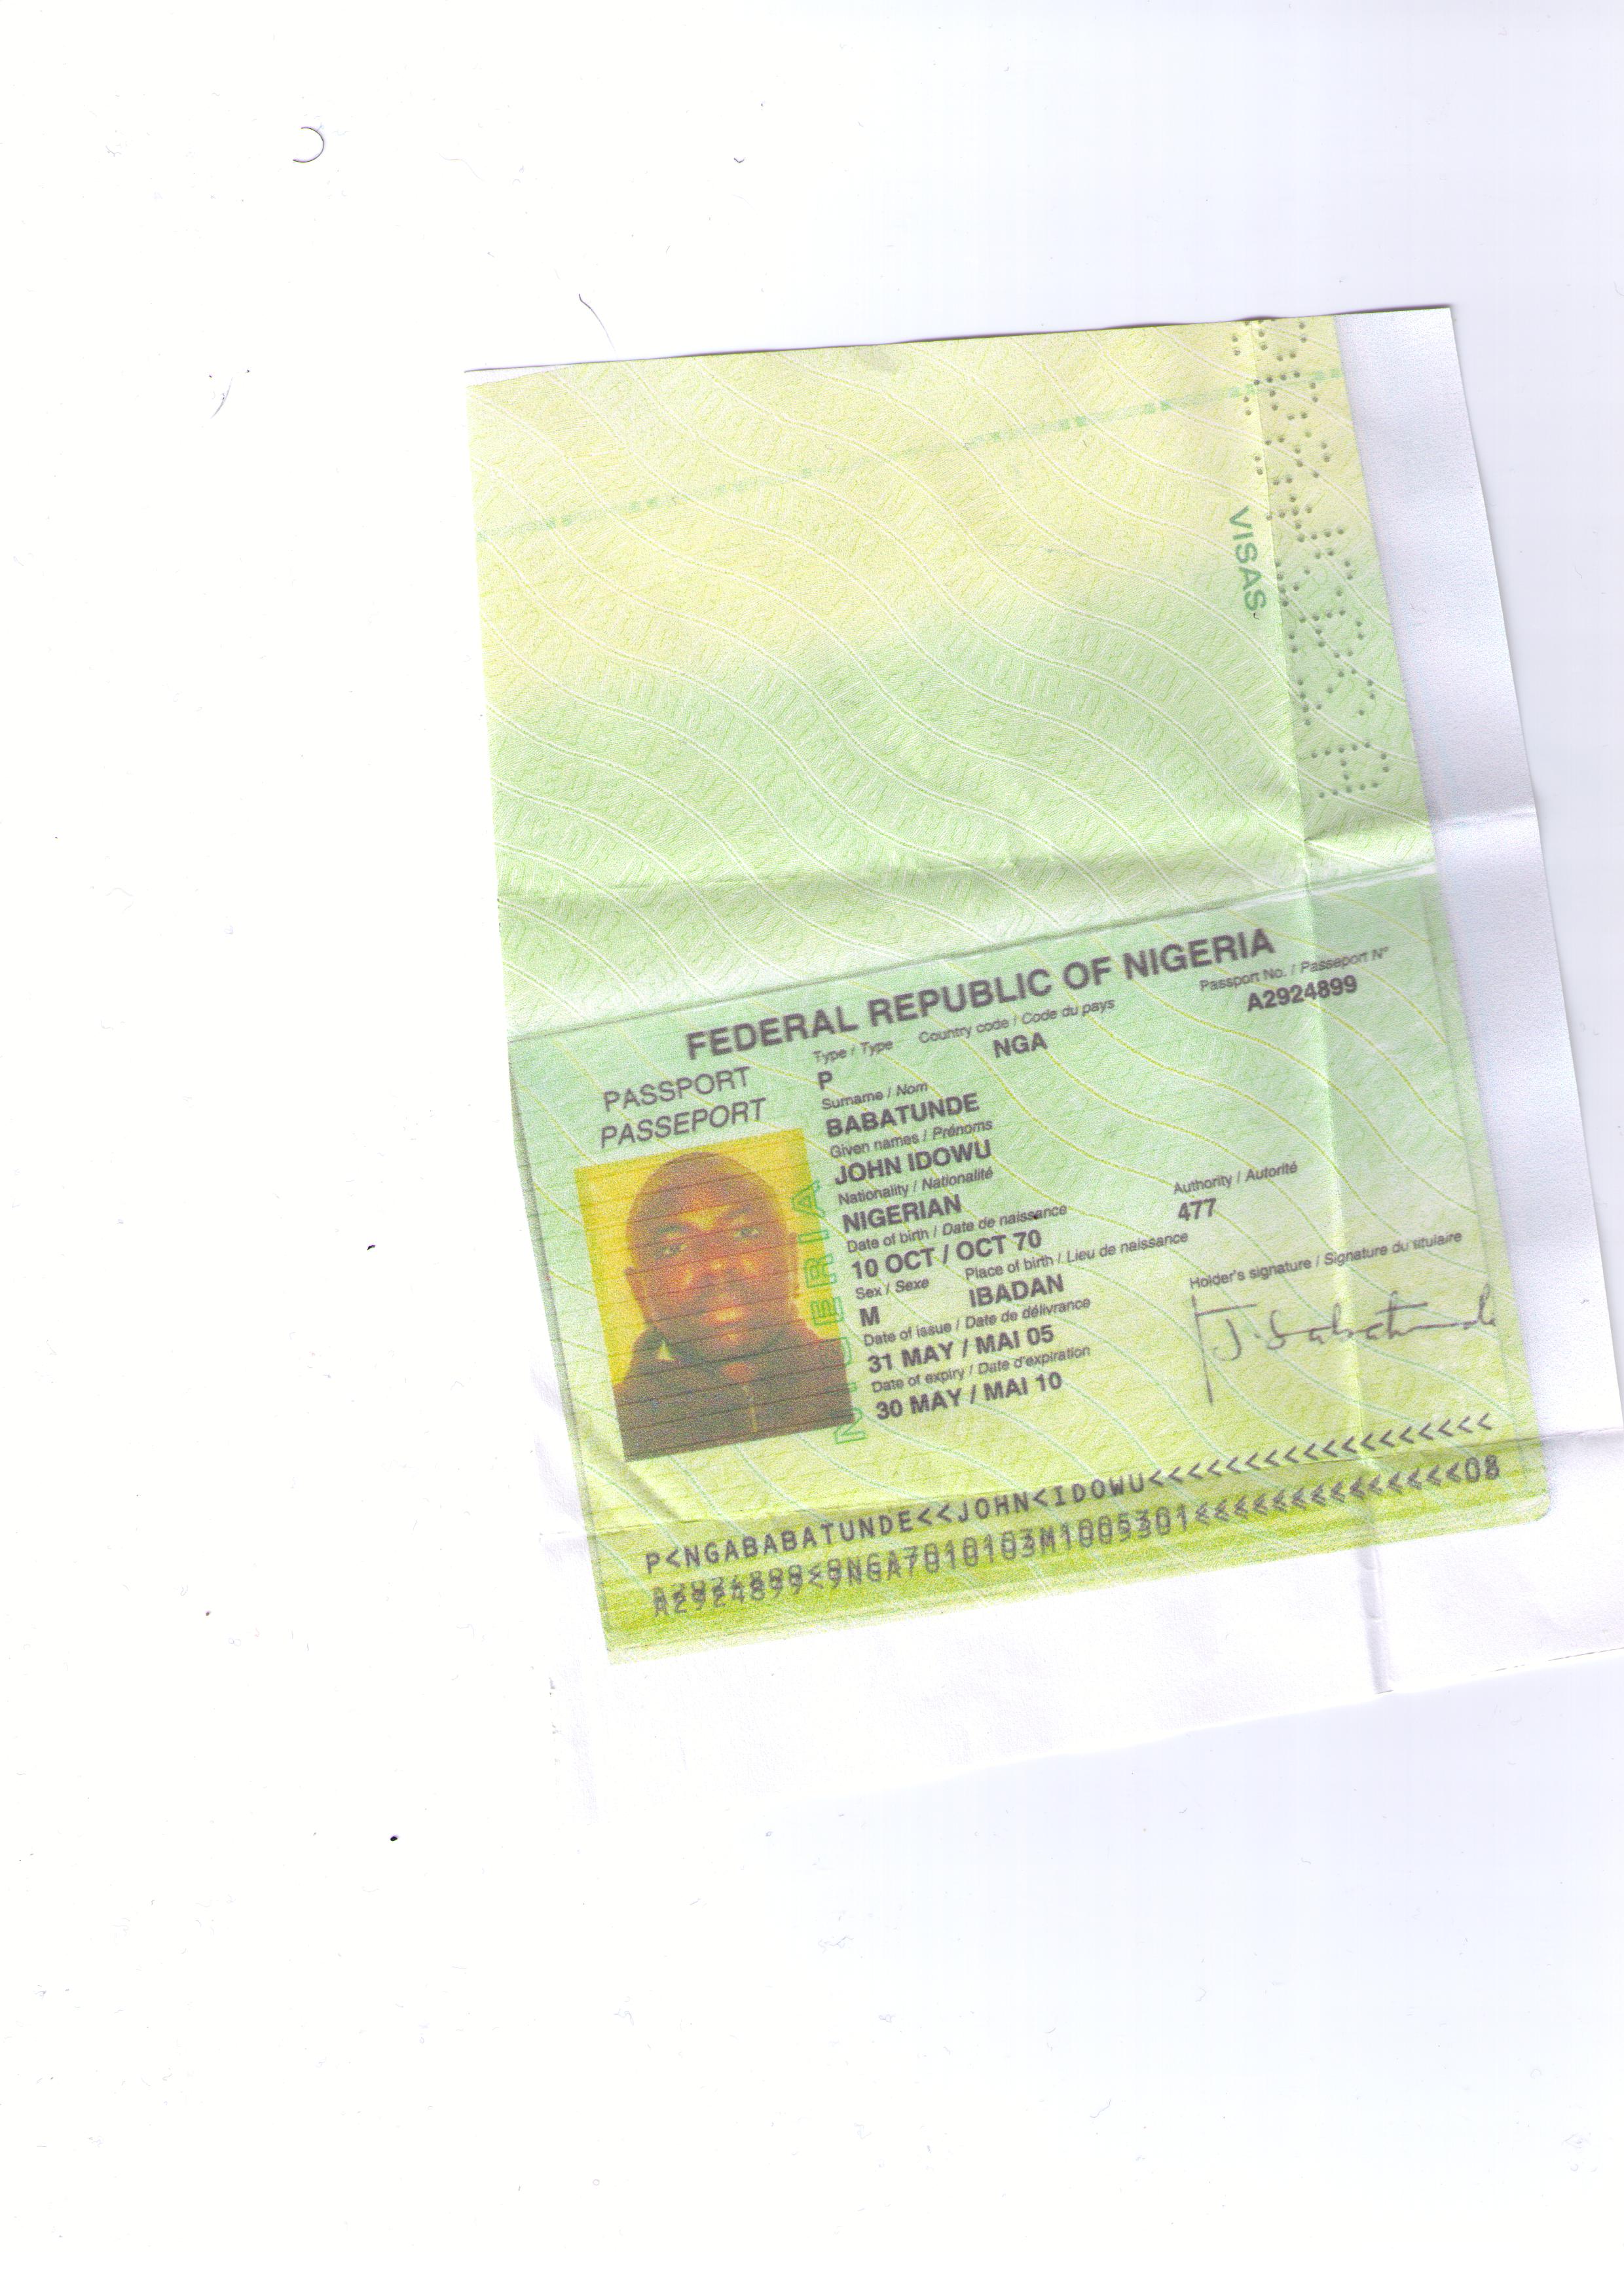 VISAS
FEDERAL REPUBLIC OF NIGERIA
PASSPORT
PASSEPORT
Type / Type Country code / Code du pays Passport No. / Passeport N°
P NGA A2924899
Surname / Nom
BABATUNDE
Given names / Prénoms
JOHN IDOWU
Nationality / Nationalité
NIGERIAN
Authority / Autorité
477
Date of birth / Date de naissance
10 OCT / OCT 70
Sex / Sexe Place of birth / Lieu de naissance
M IBADAN
Date of issue / Date de délivrance
31 MAY / MAI 05
Date of expiry / Date d'expiration
30 MAY / MAI 10
Holder's signature / Signature du titulaire
J. Babatunde
NIGERIA
P<NGABABATUNDE<<JOHN<IDOWU<<<<<<<<<<<<<<<<<<